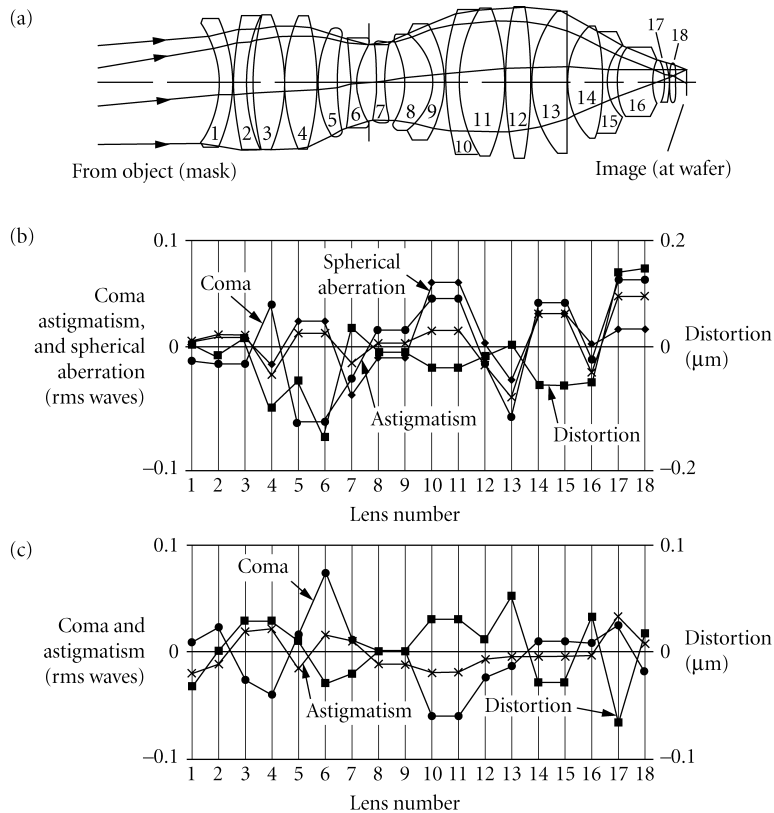 (a)
17
18
1 2 3 4 5 6 7 8 9 10 11 12 13 14 15 16
From object (mask)
Image (at wafer)
(b)
0.1
0.2
Coma
Spherical
aberration
Coma
astigmatism,
and spherical
aberration
(rms waves)
0
0
Distortion
(μm)
Astigmatism
Distortion
–0.1
–0.2
1 2 3 4 5 6 7 8 9 10 11 12 13 14 15 16 17 18
Lens number
(c)
0.1
0.1
Coma
Coma and
astigmatism
(rms waves)
0
0
Distortion
(μm)
Astigmatism
Distortion
–0.1
–0.1
1 2 3 4 5 6 7 8 9 10 11 12 13 14 15 16 17 18
Lens number